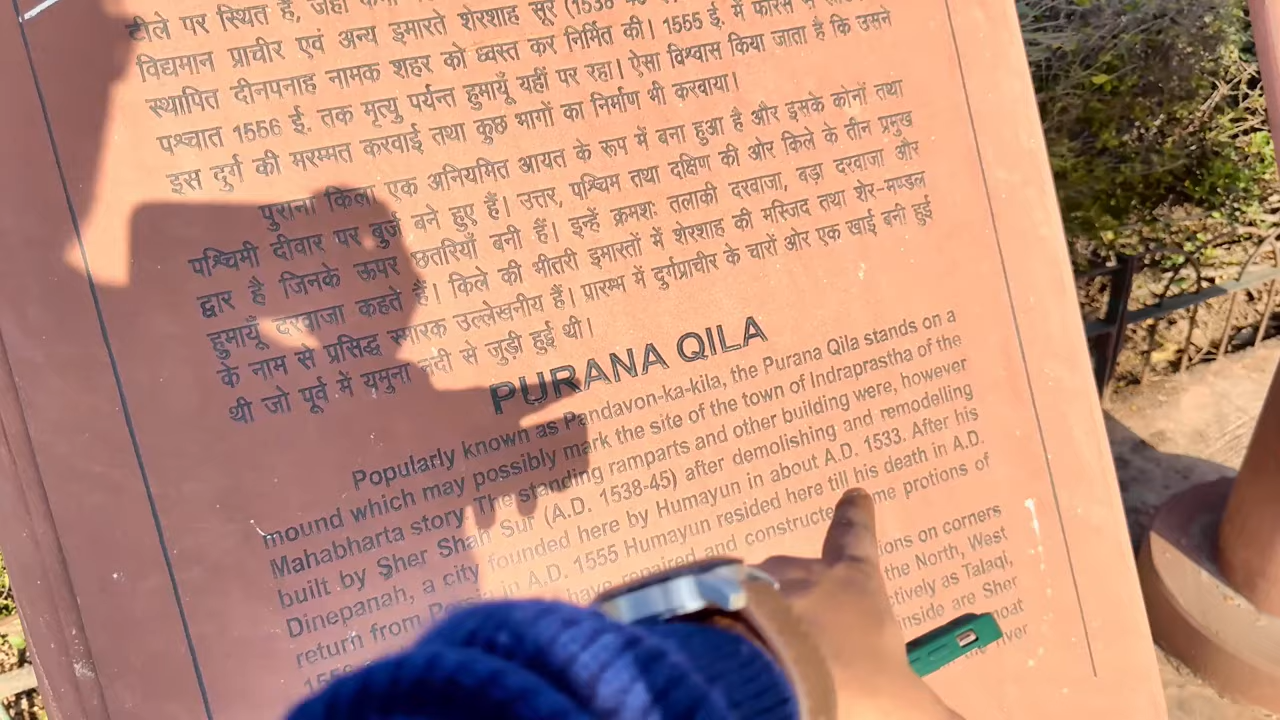 टीले पर स्थित है, जहां
विद्यमान प्राचीर एवं अन्य इमारते शेरशाह सूर (1538
स्थापित दीनपनाह नामक शहर को ध्वस्त कर निर्मित की। 1555 ई. में फारस
पश्चात 1556 ई. तक मृत्यु पर्यन्त हुमायूँ यहीं पर रहा। ऐसा विश्वास किया जाता है कि उसने
इस दुर्ग की मरम्मत करवाई तथा कुछ भागों का निर्माण भी करवाया।
पुराना किला एक अनियमित आयत के रूप में बना हुआ है और इसके कोनों तथा
पश्चिमी दीवार पर बुर्ज बने हुए हैं। उत्तर, पश्चिम तथा दक्षिण की ओर किले के तीन प्रमुख
द्वार है जिनके ऊपर छतरियाँ बनी हैं। इन्हें क्रमशः तलाकी दरवाजा, बड़ा दरवाजा और
हुमायूँ दरवाजा कहते हैं। किले की भीतरी इमारतों में शेरशाह की मस्जिद तथा शेर-मण्डल
के नाम से प्रसिद्ध स्मारक उल्लेखनीय हैं। प्रारम्भ में दुर्गप्राचीर के चारों ओर एक खाई बनी हुई
थी जो पूर्व में यमुना नदी से जुड़ी हुई थी।
PURANA QILA
Popularly known as Pandavon-ka-kila, the Purana Qila stands on a
mound which may possibly mark the site of the town of Indraprastha of the
Mahabharta story. The standing ramparts and other building were, however
built by Sher Shah Sur (A.D. 1538-45) after demolishing and remodelling
Dinepanah, a city founded here by Humayun in about A.D. 1533. After his
return from in A.D. 1555 Humayun resided here till his death in A.D.
have repaired and constructed some protions of
on corners
the North, West
as Talaqi,
inside are Sher
moat
river